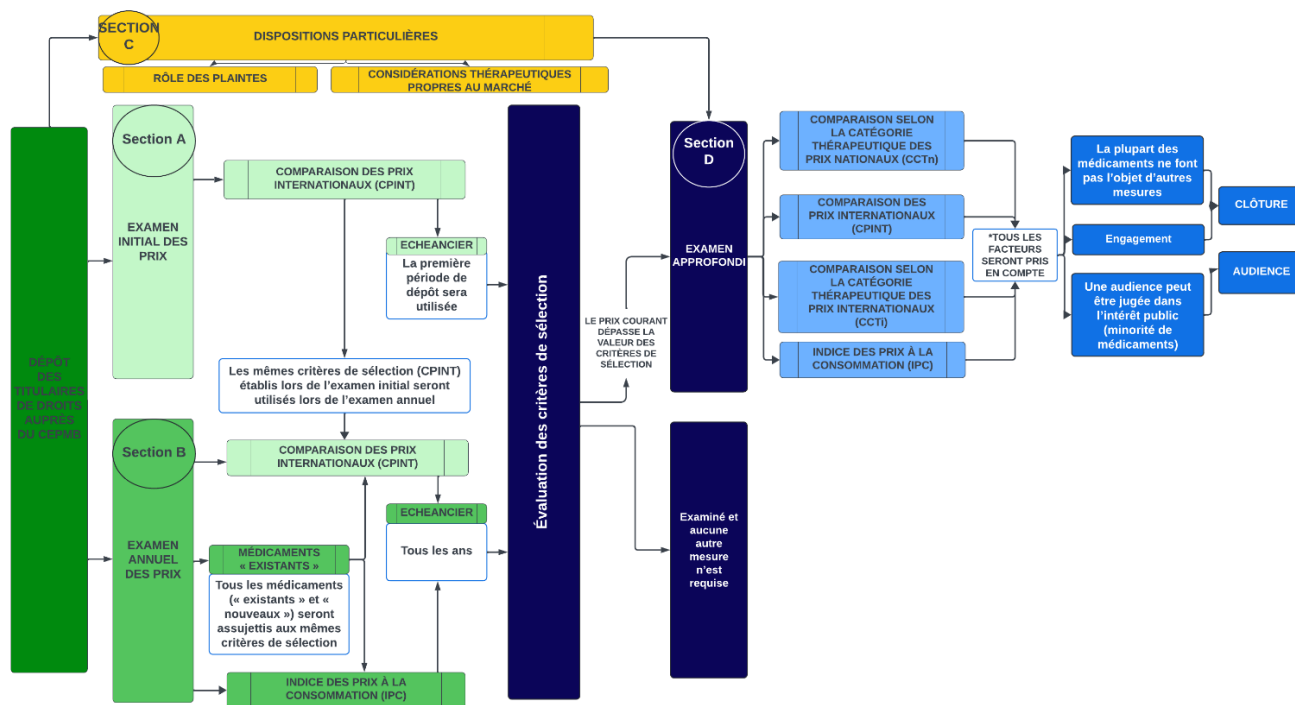 SECTION
C
DISPOSITIONS PARTICULIÈRES
RÔLE DES PLAINTES
CONSIDÉRATIONS THÉRAPEUTIQUES
PROPRES AU MARCHÉ
DÉPÔT
DES
TITULAIRES
DE DROITS
AUPRÈS
DU CEPMB
Section A
EXAMEN
INITIAL DES
PRIX
COMPARAISON DES PRIX
INTERNATIONAUX (CPINT)
ECHEANCIER
La première
période de
dépôt sera
utilisée
Les mêmes critères de sélection (CPINT)
établis lors de l'examen initial seront
utilisés lors de l'examen annuel
Section B
EXAMEN
ANNUEL
DES PRIX
COMPARAISON DES PRIX
INTERNATIONAUX (CPINT)
ECHEANCIER
Tous les ans
MÉDICAMENTS
« EXISTANTS »
Tous les médicaments
(« existants » et «
nouveaux ») seront
assujettis aux mêmes
critères de sélection
INDICE DES PRIX À LA
CONSOMMATION (IPC)
Évaluation des critères de sélection
LE PRIX COURANT
DÉPASSE LA
VALEUR DES
CRITÈRES DE
SÉLECTION
Section
D
EXAMEN
APPROFONDI
Examiné et
aucune
autre
mesure
n'est
requise
COMPARAISON SELON
LA CATÉGORIE
THÉRAPEUTIQUE DES
PRIX NATIONAUX (CCTn)
COMPARAISON DES
PRIX INTERNATIONAUX
(CPINT)
COMPARAISON SELON
LA CATÉGORIE
THÉRAPEUTIQUE DES
PRIX INTERNATIONAUX
(CCTi)
INDICE DES PRIX À LA
CONSOMMATION (IPC)
*TOUS LES
FACTEURS
SERONT PRIS
EN COMPTE
La plupart des
médicaments ne font
pas l'objet d'autres
mesures
Engagement
Une audience peut
être jugée dans
l'intérêt public
(minorité de
médicaments)
CLÔTURE
AUDIENCE